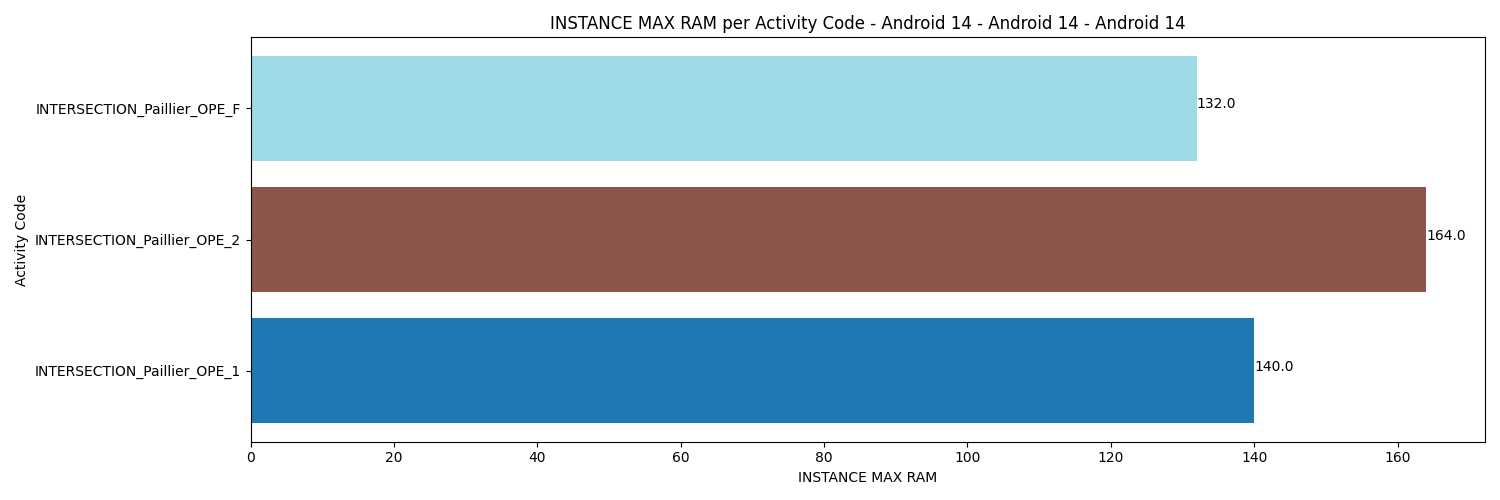 INSTANCE MAX RAM per Activity Code - Android 14 - Android 14 - Android 14
Activity Code
INTERSECTION_Paillier_OPE_F
132.0
INTERSECTION_Paillier_OPE_2
164.0
INTERSECTION_Paillier_OPE_1
140.0
0 20 40 60 80 100 120 140 160
INSTANCE MAX RAM